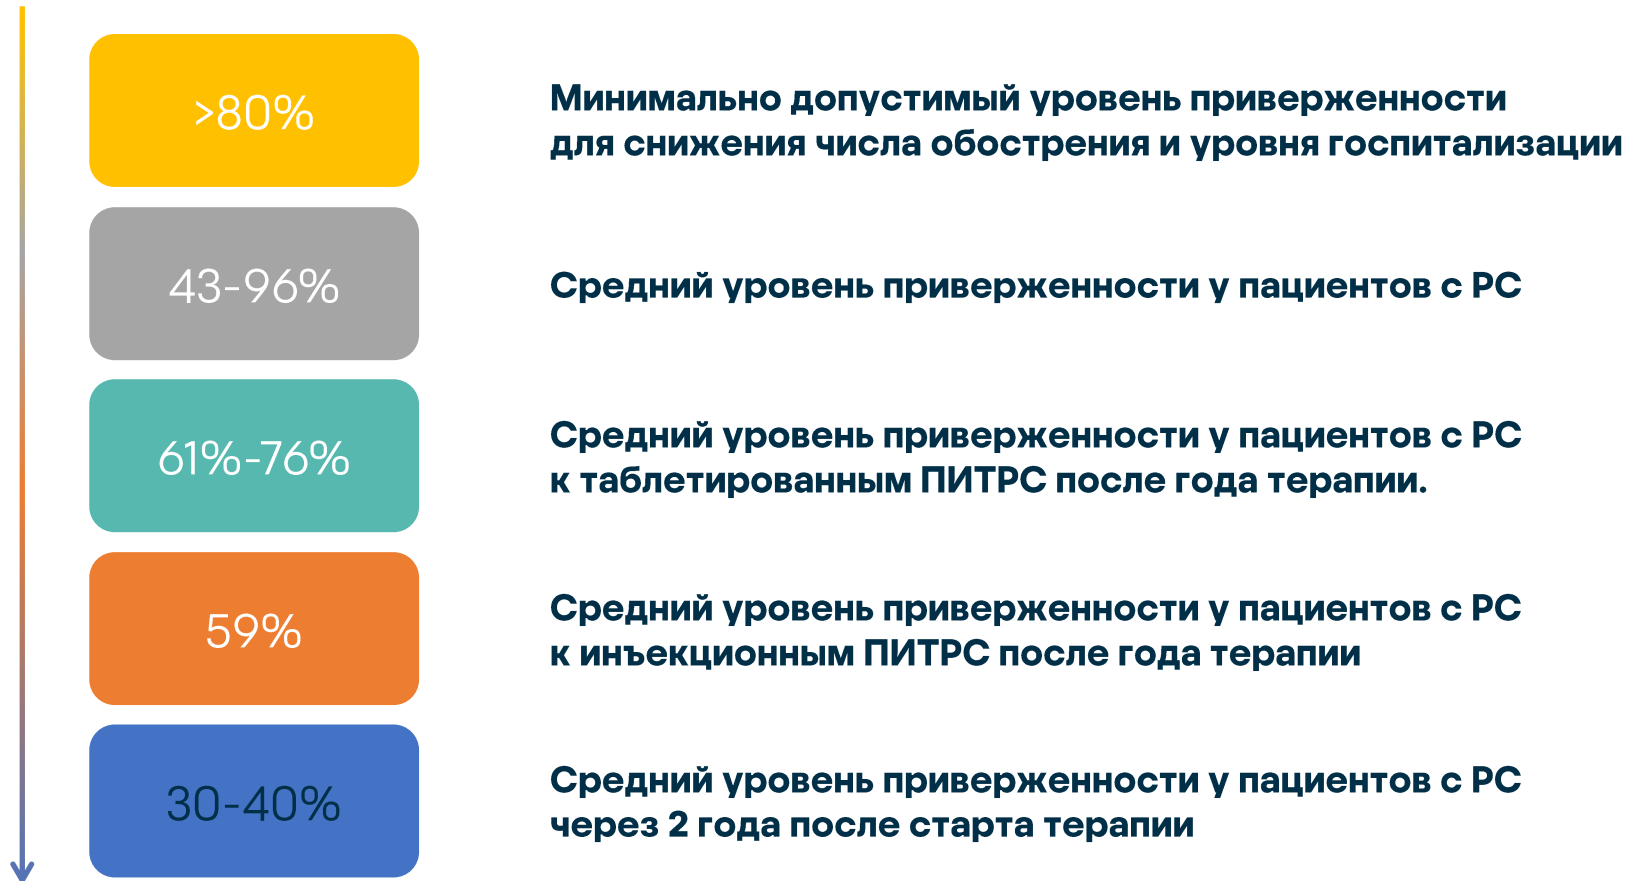 >80%
Минимально допустимый уровень приверженности
для снижения числа обострения и уровня госпитализации
43-96%
Средний уровень приверженности у пациентов с РС
61%-76%
Средний уровень приверженности у пациентов с РС
к таблетированным ПИТРС после года терапии.
59%
Средний уровень приверженности у пациентов с РС
к инъекционным ПИТРС после года терапии
30-40%
Средний уровень приверженности у пациентов с РС
через 2 года после старта терапии